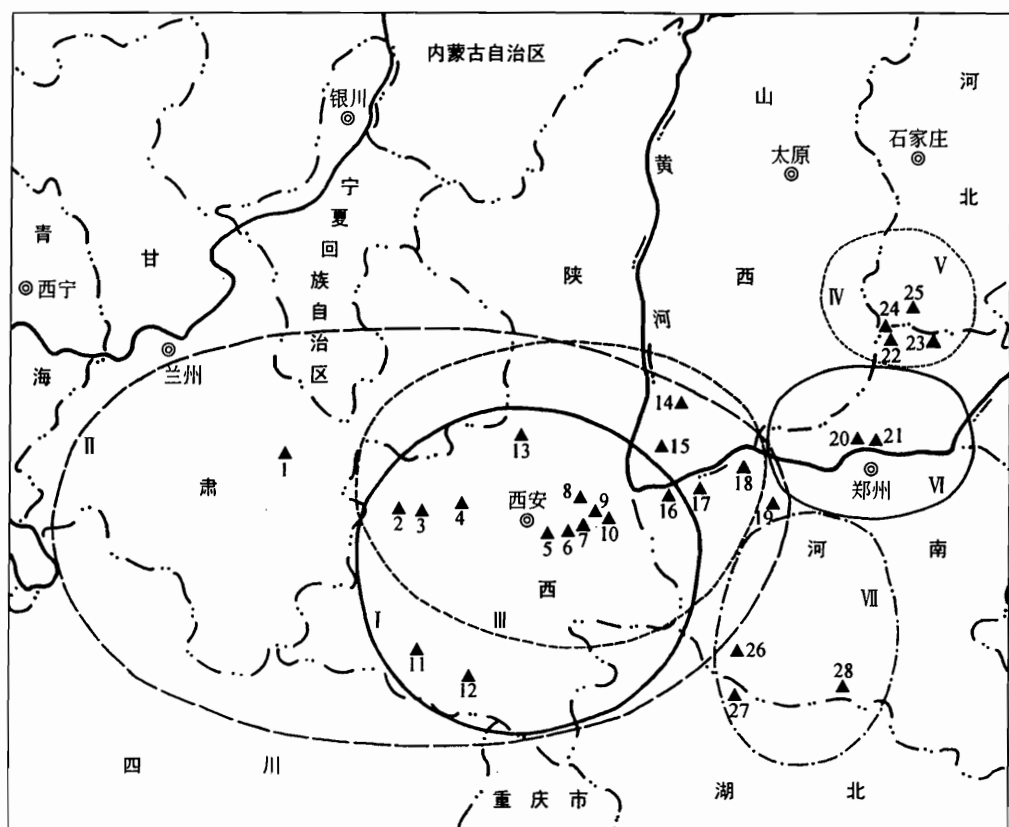 内蒙古自治区
银川
山
河
石家庄
太原
黄
宁夏回族自治区
北
青
甘
西宁
陕
西
Ⅴ
Ⅳ
25
24
22
23
河
海
兰州
14
20
21
15
郑州
Ⅵ
13
Ⅱ
1
肃
2
3
4
西安
8
9
5
6
7
10
16
17
18
19
河
南
西
Ⅶ
Ⅰ
Ⅲ
11
12
26
27
28
四
川
重庆市
湖
北